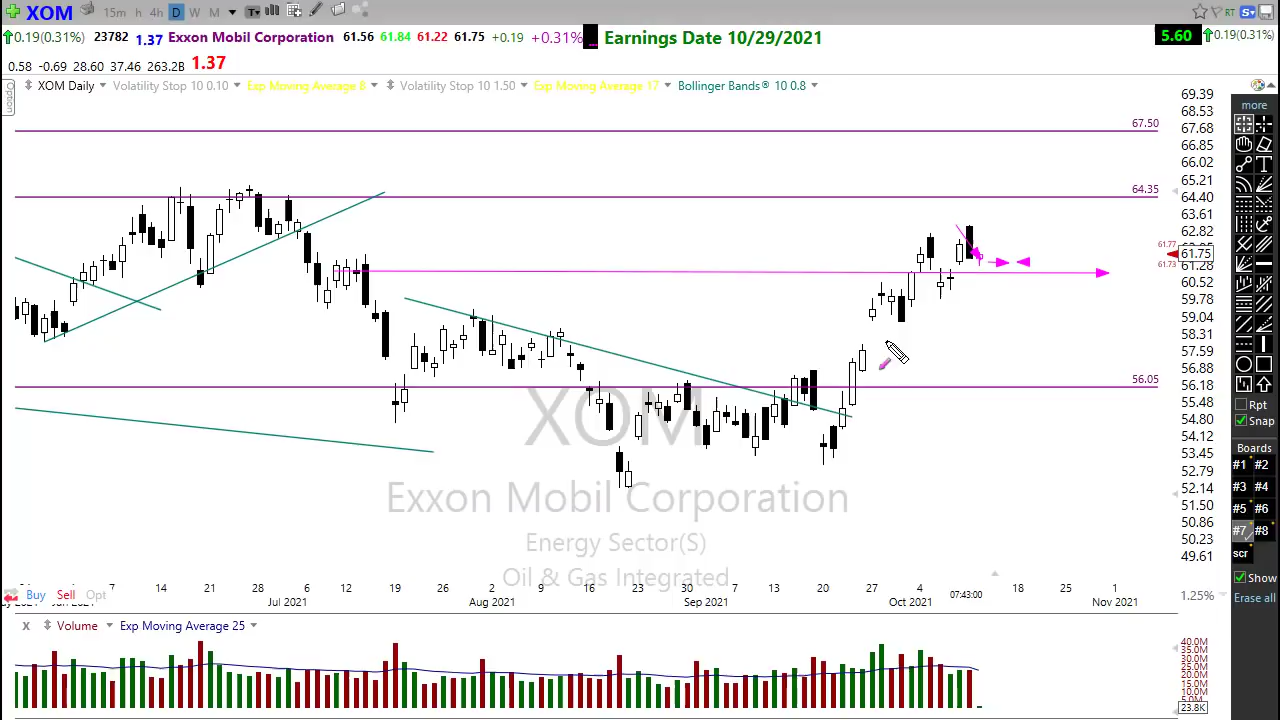 XOM 15m h 4h D W M T
0.19(0.31%) 23782 1.37 Exxon Mobil Corporation 61.56 61.84 61.22 61.75 +0.19 +0.31% Earnings Date 10/29/2021 5.60 0.19(0.31%)
RT S
0.58 -0.69 28.60 37.46 263.2B 1.37
Option XOM Daily Volatility Stop 10 0.10 Exp Moving Average 8 Volatility Stop 10 1.50 Exp Moving Average 17 Bollinger Bands® 10 0.8
69.39
68.53
67.50
67.68
66.85
66.02
65.21
64.35
64.40
63.61
62.82
61.77
61.75
61.73
61.28
60.52
59.78
59.04
58.31
57.59
56.88
56.05
56.18
55.48
54.80
54.12
53.45
52.79
52.14
51.50
50.86
50.23
49.61
XOM
Exxon Mobil Corporation
Energy Sector(S)
Oil & Gas Integrated
more
Rpt
Snap
Boards
#1 #2
#3 #4
#5 #6
#7 #8
scr
Show
Erase all
7 14 21 28 6 12 19 26 2 9 16 23 30 7 13 20 27 4 18 25 1
Buy Sell Opt
Jul 2021 Aug 2021 Sep 2021 Oct 2021 07:43:00 Nov 2021
1.25%
x Volume Exp Moving Average 25
40.0M
35.0M
30.0M
25.0M
20.0M
15.0M
10.0M
23.8K